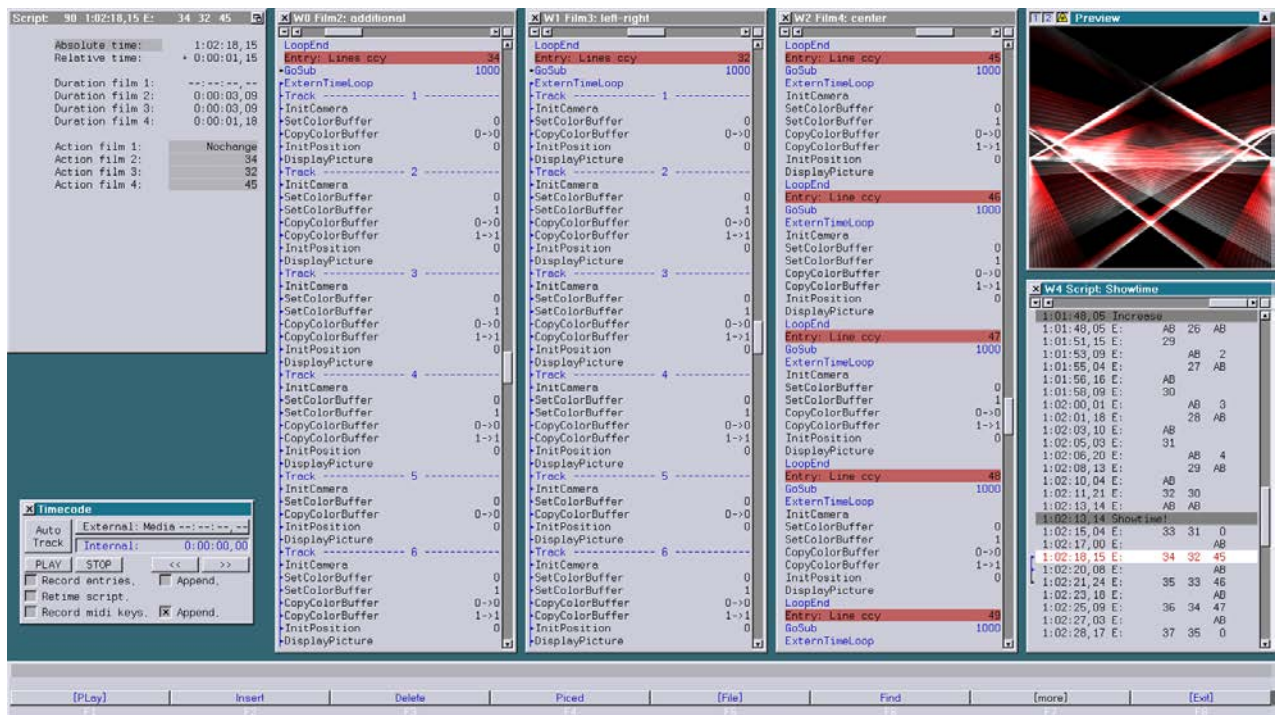 Script: 90 1:02:18,15 E: 34 32 45
Absolute time: 1:02:18,15
Relative time: + 0:00:01,15
Duration film 1: --:--:--,--
Duration film 2: 0:00:03,09
Duration film 3: 0:00:03,09
Duration film 4: 0:00:01,18
Action film 1: Nochange
Action film 2: 34
Action film 3: 32
Action film 4: 45
Timecode
Auto Track
External: Media --:--:--,--
Internal: 0:00:00,00
PLAY STOP << >>
Record entries. Append.
Retime script.
Record midi keys. Append.
W0 Film2: additional
LoopEnd
Entry: Lines ccy 34
GoSub 1000
ExternTimeLoop
Track ------------ 1 ------------
InitCamera
SetColorBuffer 0
CopyColorBuffer 0->0
InitPosition 0
DisplayPicture
Track ------------ 2 ------------
InitCamera
SetColorBuffer 0
SetColorBuffer 1
CopyColorBuffer 0->0
CopyColorBuffer 1->1
InitPosition 0
DisplayPicture
Track ------------ 3 ------------
InitCamera
SetColorBuffer 0
SetColorBuffer 1
CopyColorBuffer 0->0
CopyColorBuffer 1->1
InitPosition 0
DisplayPicture
Track ------------ 4 ------------
InitCamera
SetColorBuffer 0
SetColorBuffer 1
CopyColorBuffer 0->0
CopyColorBuffer 1->1
InitPosition 0
DisplayPicture
Track ------------ 5 ------------
InitCamera
SetColorBuffer 0
CopyColorBuffer 0->0
InitPosition 0
DisplayPicture
Track ------------ 6 ------------
InitCamera
SetColorBuffer 0
SetColorBuffer 1
CopyColorBuffer 0->0
CopyColorBuffer 1->1
InitPosition 0
DisplayPicture
W1 Film3: left-right
LoopEnd
Entry: Lines ccy 32
GoSub 1000
ExternTimeLoop
Track ------------ 1 ------------
InitCamera
SetColorBuffer 0
CopyColorBuffer 0->0
InitPosition 0
DisplayPicture
Track ------------ 2 ------------
InitCamera
SetColorBuffer 0
SetColorBuffer 1
CopyColorBuffer 0->0
CopyColorBuffer 1->1
InitPosition 0
DisplayPicture
Track ------------ 3 ------------
InitCamera
SetColorBuffer 0
SetColorBuffer 1
CopyColorBuffer 0->0
CopyColorBuffer 1->1
InitPosition 0
DisplayPicture
Track ------------ 4 ------------
InitCamera
SetColorBuffer 0
SetColorBuffer 1
CopyColorBuffer 0->0
CopyColorBuffer 1->1
InitPosition 0
DisplayPicture
Track ------------ 5 ------------
InitCamera
SetColorBuffer 0
CopyColorBuffer 0->0
InitPosition 0
DisplayPicture
Track ------------ 6 ------------
InitCamera
SetColorBuffer 0
SetColorBuffer 1
CopyColorBuffer 0->0
CopyColorBuffer 1->1
InitPosition 0
DisplayPicture
W2 Film4: center
LoopEnd
Entry: Line ccy 45
GoSub 1000
ExternTimeLoop
InitCamera
SetColorBuffer 0
SetColorBuffer 1
CopyColorBuffer 0->0
CopyColorBuffer 1->1
InitPosition 0
DisplayPicture
LoopEnd
Entry: Line ccy 46
GoSub 1000
ExternTimeLoop
InitCamera
SetColorBuffer 0
SetColorBuffer 1
CopyColorBuffer 0->0
CopyColorBuffer 1->1
InitPosition 0
DisplayPicture
LoopEnd
Entry: Line ccy 47
GoSub 1000
ExternTimeLoop
InitCamera
SetColorBuffer 0
SetColorBuffer 1
CopyColorBuffer 0->0
CopyColorBuffer 1->1
InitPosition 0
DisplayPicture
LoopEnd
Entry: Line ccy 48
GoSub 1000
ExternTimeLoop
InitCamera
SetColorBuffer 0
SetColorBuffer 1
CopyColorBuffer 0->0
CopyColorBuffer 1->1
InitPosition 0
DisplayPicture
LoopEnd
Entry: Line ccy 49
GoSub 1000
ExternTimeLoop
1 2 Preview
W4 Script: Showtime
1:01:48,05 Increase
1:01:48,05 E: AB 26 AB
1:01:51,15 E: 29
1:01:53,09 E: AB 2
1:01:55,04 E: 27 AB
1:01:56,16 E: AB
1:01:58,09 E: 30
1:02:00,01 E: AB 3
1:02:01,18 E: 28 AB
1:02:03,10 E: AB
1:02:05,03 E: 31
1:02:06,20 E: AB 4
1:02:08,13 E: 29 AB
1:02:10,04 E: AB
1:02:11,21 E: 32 30
1:02:13,14 E: AB AB
1:02:13,14 Showtime!
1:02:15,04 E: 33 31 0
1:02:17,00 E: AB
1:02:18,15 E: 34 32 45
1:02:20,08 E: AB
1:02:21,24 E: 35 33 46
1:02:23,18 E: AB
1:02:25,09 E: 36 34 47
1:02:27,03 E: AB
1:02:28,17 E: 37 35 0
[PLay] Insert Delete Piced [File] Find [more] [Exit]
F1 F2 F3 F4 F5 F6 F7 F8